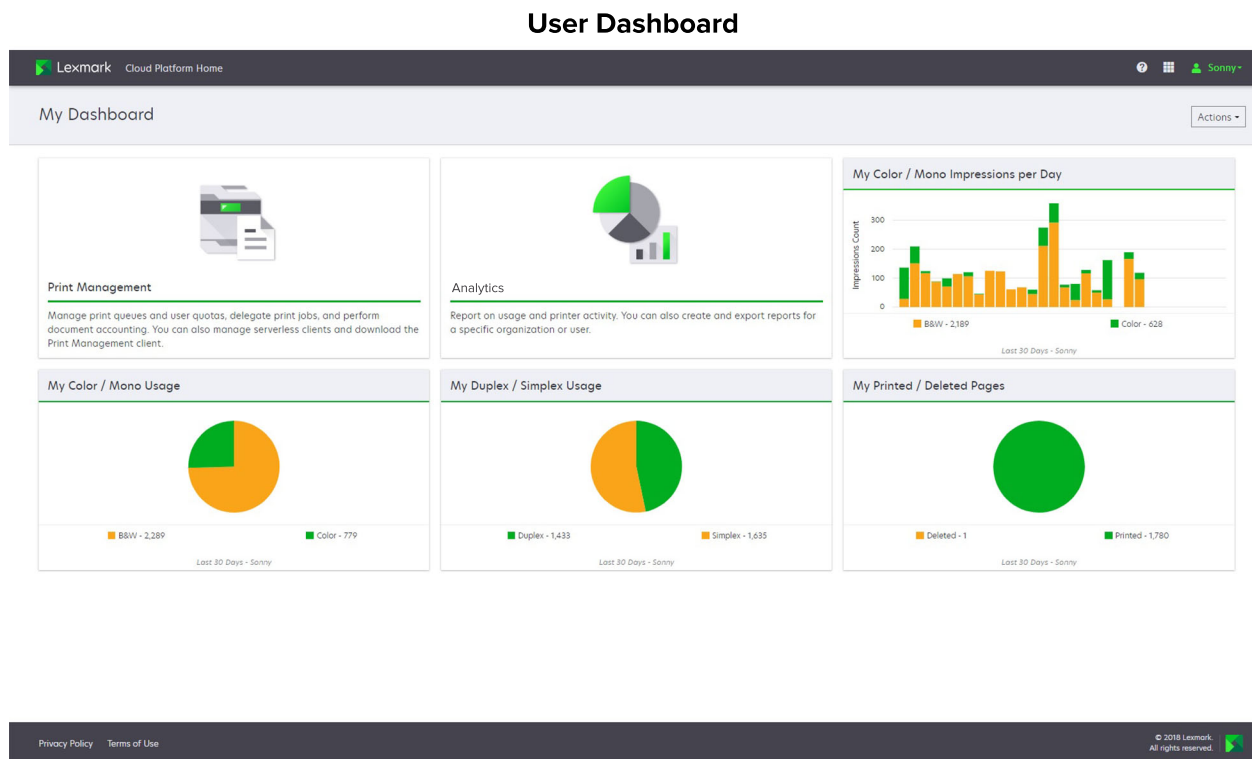 User Dashboard
Lexmark Cloud Platform Home
Sonny
My Dashboard
Actions
Print Management
Manage print queues and user quotas, delegate print jobs, and perform
document accounting. You can also manage serverless clients and download the
Print Management client.
Analytics
Report on usage and printer activity. You can also create and export reports for
a specific organization or user.
My Color / Mono Impressions per Day
Impressions Count
300
200
100
0
B&W - 2,189
Color - 628
Last 30 Days - Sonny
My Color / Mono Usage
B&W - 2,289
Color - 779
Last 30 Days - Sonny
My Duplex / Simplex Usage
Duplex - 1,433
Simplex - 1,635
Last 30 Days - Sonny
My Printed / Deleted Pages
Deleted - 1
Printed - 1,780
Last 30 Days - Sonny
Privacy Policy Terms of Use
© 2018 Lexmark.
All rights reserved.